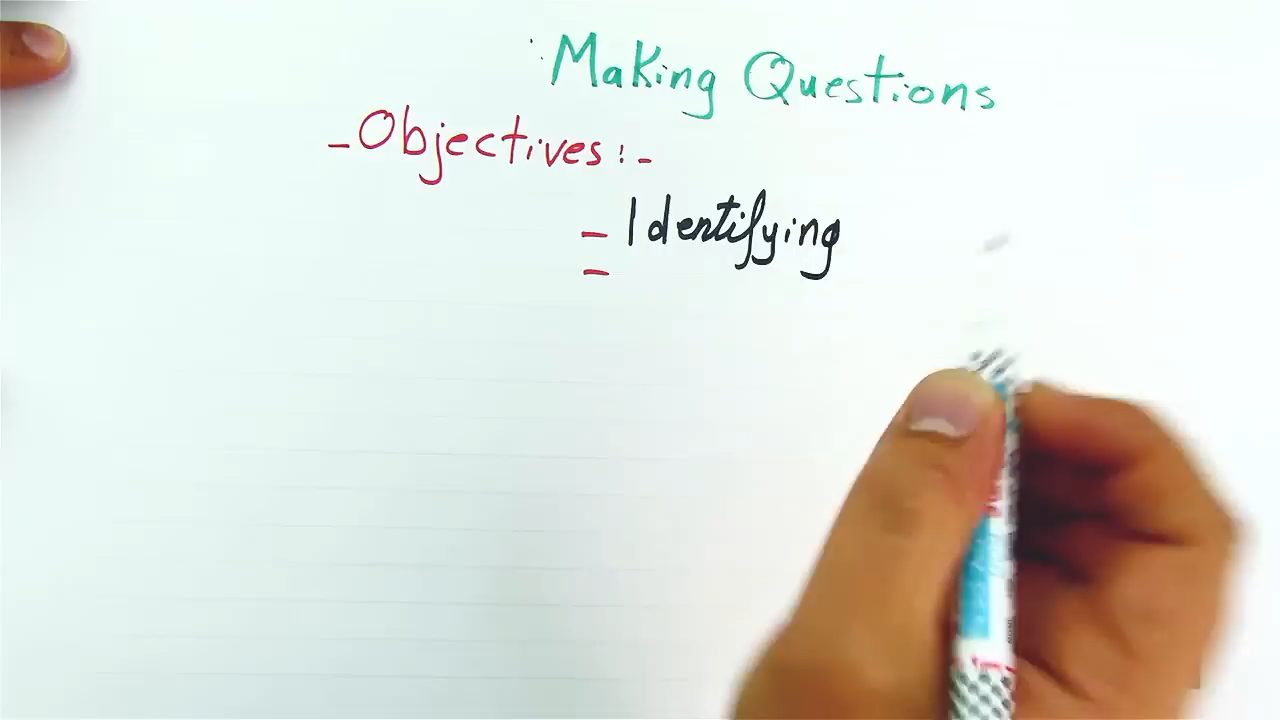 Making Questions
- Objectives :-
- Identifying
-